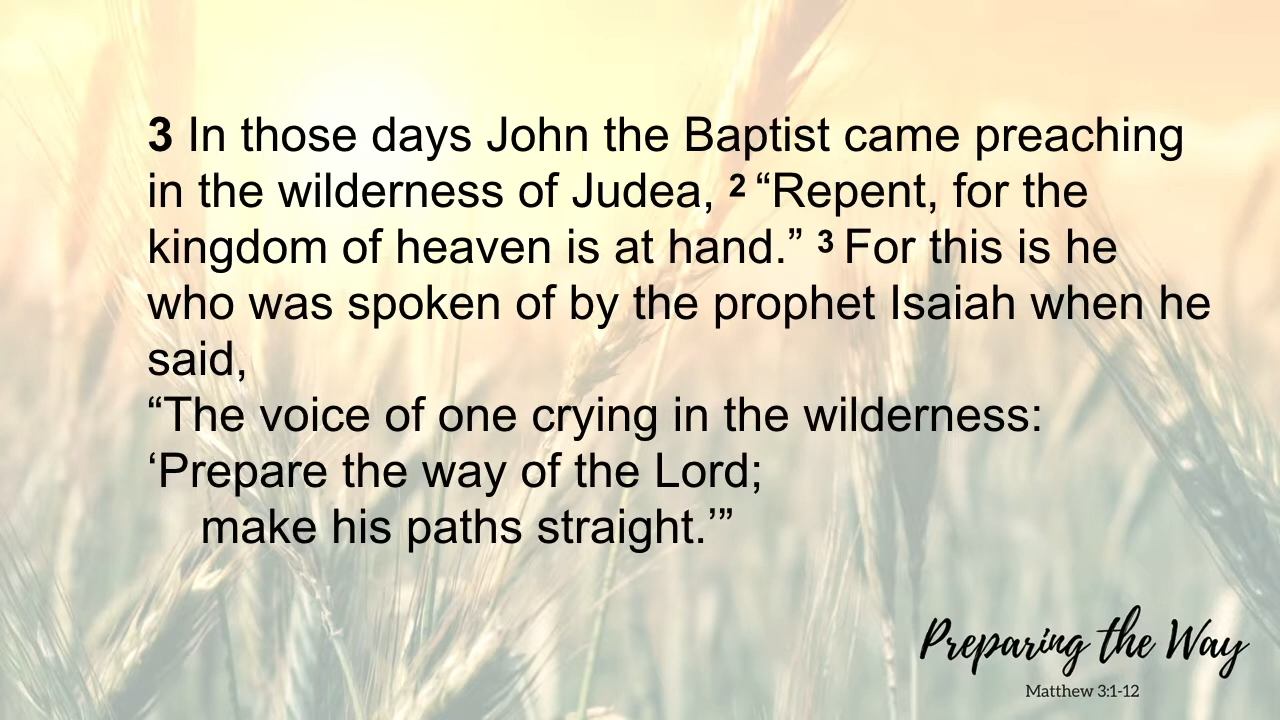 3 In those days John the Baptist came preaching
in the wilderness of Judea, 2 “Repent, for the
kingdom of heaven is at hand.” 3 For this is he
who was spoken of by the prophet Isaiah when he
said,
“The voice of one crying in the wilderness:
‘Prepare the way of the Lord;
make his paths straight.’”
Preparing the Way
Matthew 3:1-12